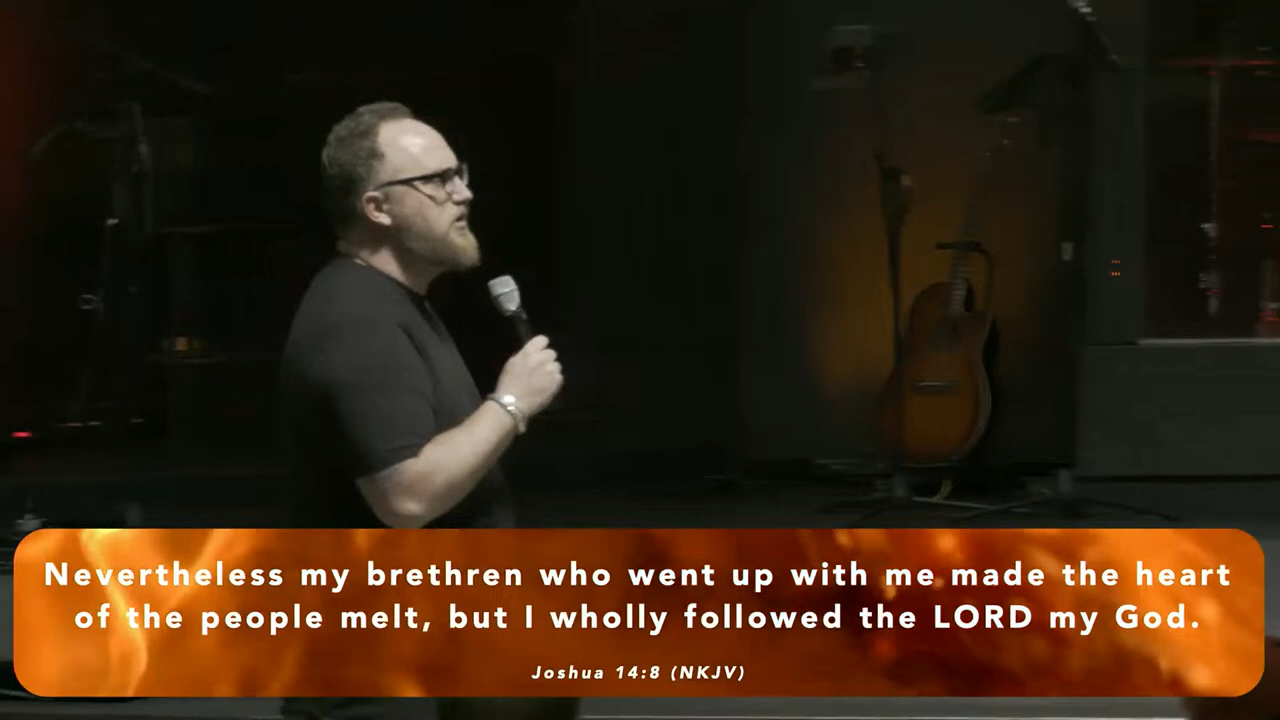 Nevertheless my brethren who went up with me made the heart
of the people melt, but I wholly followed the LORD my God.
Joshua 14:8 (NKJV)